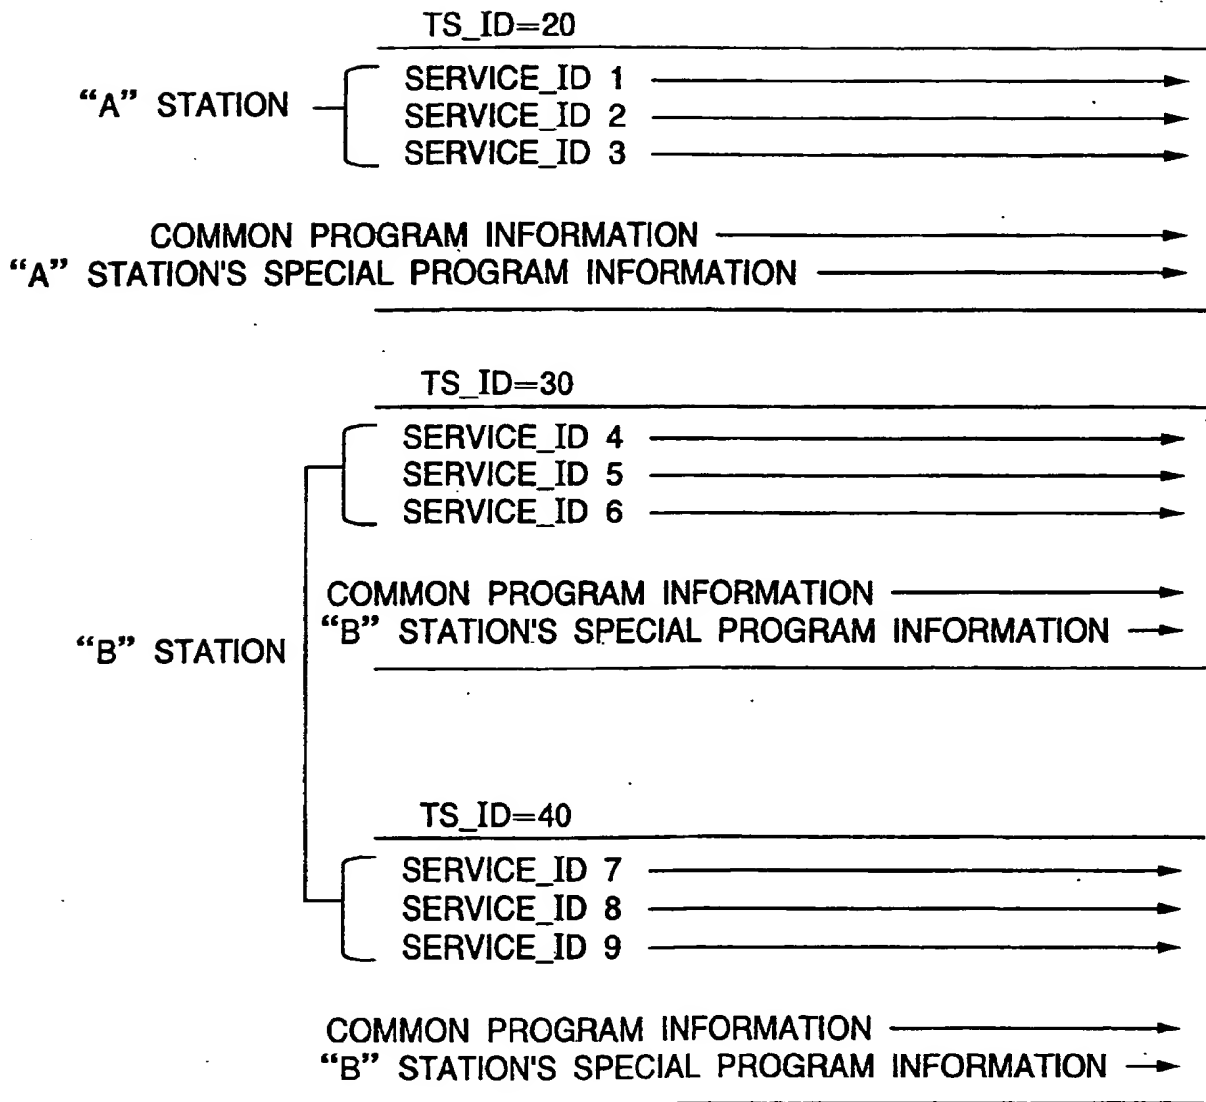 TS_ID=20
SERVICE_ID 1
“A” STATION SERVICE_ID 2
SERVICE_ID 3
COMMON PROGRAM INFORMATION
“A” STATION'S SPECIAL PROGRAM INFORMATION
TS_ID=30
SERVICE_ID 4
SERVICE_ID 5
SERVICE_ID 6
COMMON PROGRAM INFORMATION
“B” STATION'S SPECIAL PROGRAM INFORMATION
“B” STATION
TS_ID=40
SERVICE_ID 7
SERVICE_ID 8
SERVICE_ID 9
COMMON PROGRAM INFORMATION
“B” STATION'S SPECIAL PROGRAM INFORMATION